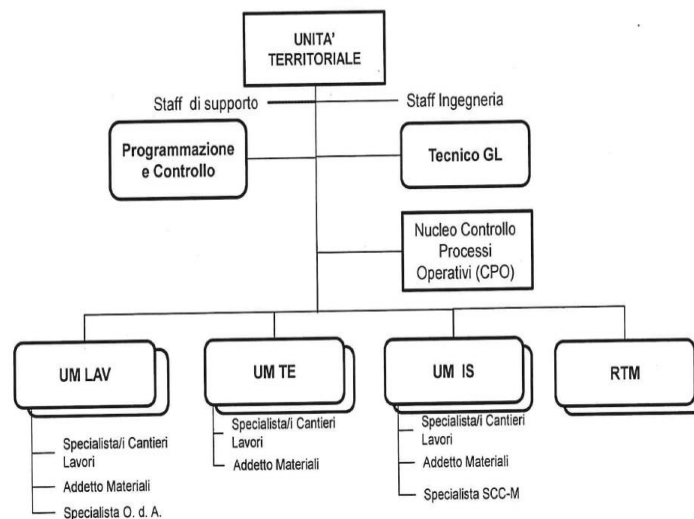 UNITA'
TERRITORIALE
Staff di supporto
Staff Ingegneria
Programmazione
e Controllo
Tecnico GL
Nucleo Controllo
Processi
Operativi (CPO)
UM LAV
UM TE
UM IS
RTM
Specialista/i Cantieri
Lavori
Addetto Materiali
Specialista O. d. A.
Specialista/i Cantieri
Lavori
Addetto Materiali
Specialista/i Cantieri
Lavori
Addetto Materiali
Specialista SCC-M